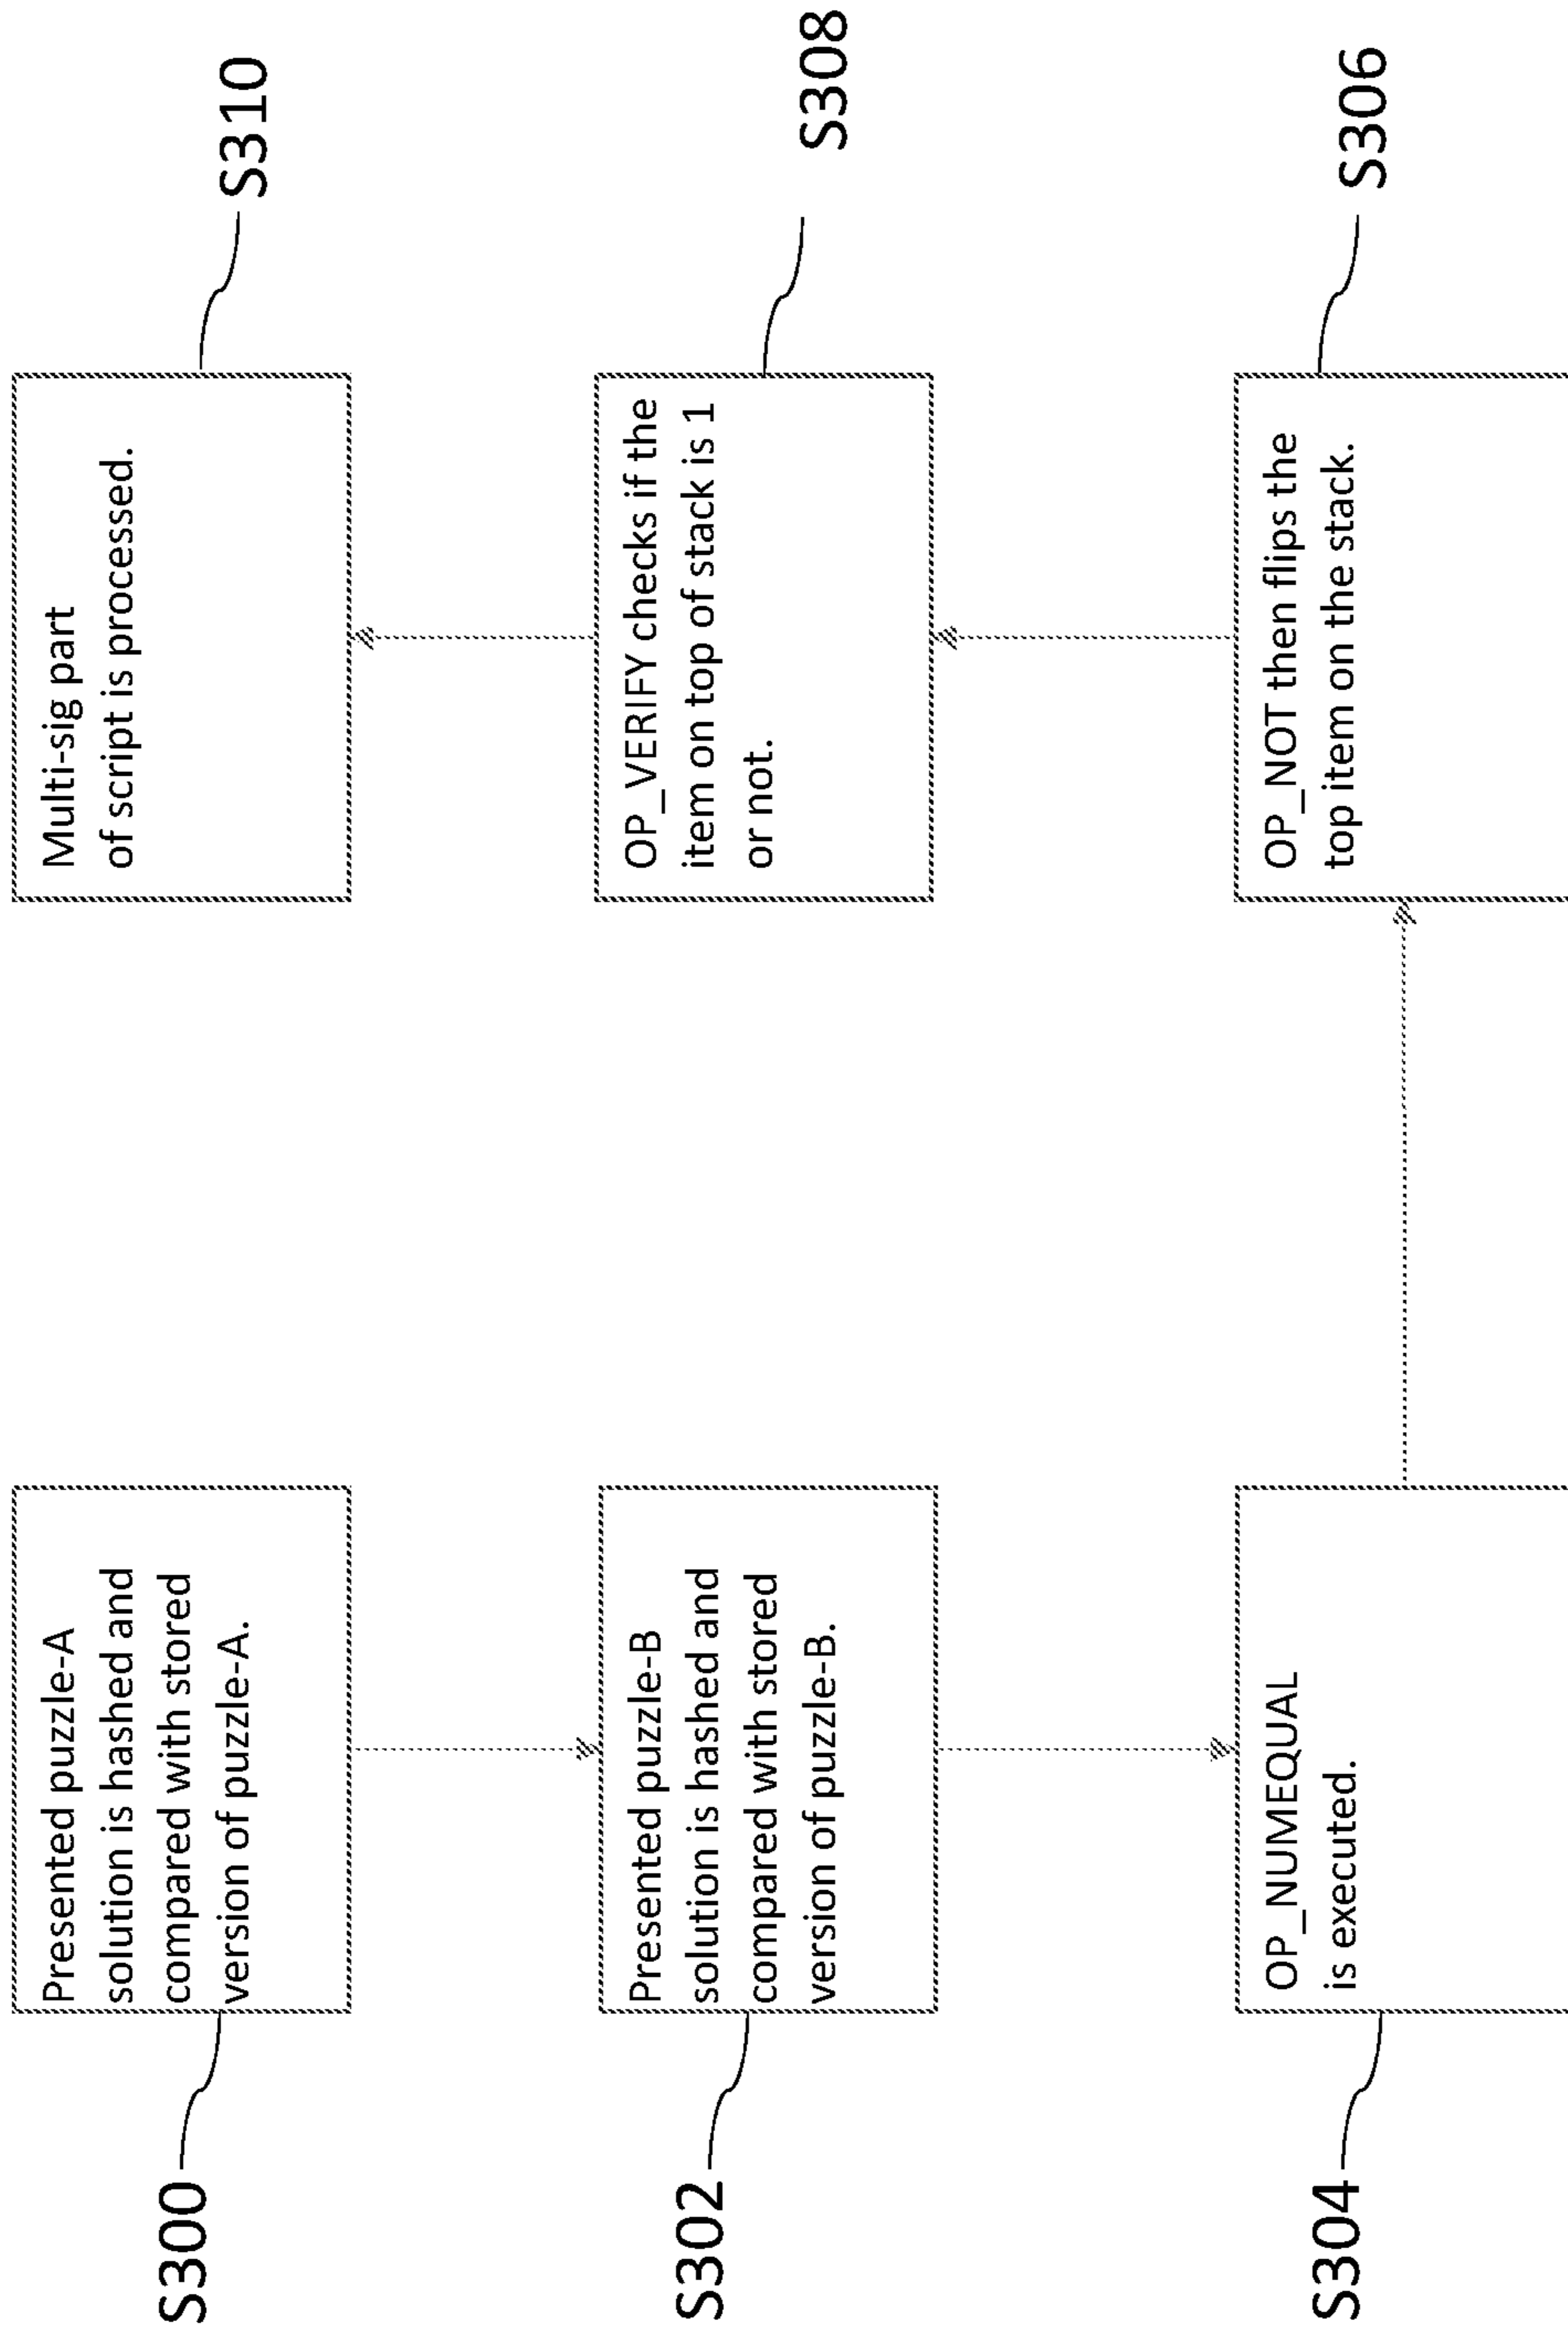 S300
Presented puzzle-A
solution is hashed and
compared with stored
version of puzzle-A.
S302
Presented puzzle-B
solution is hashed and
compared with stored
version of puzzle-B.
S304
OP_NUMEQUAL
is executed.
OP_NOT then flips the
top item on the stack.
S306
OP_VERIFY checks if the
item on top of stack is 1
or not.
S308
Multi-sig part
of script is processed.
S310